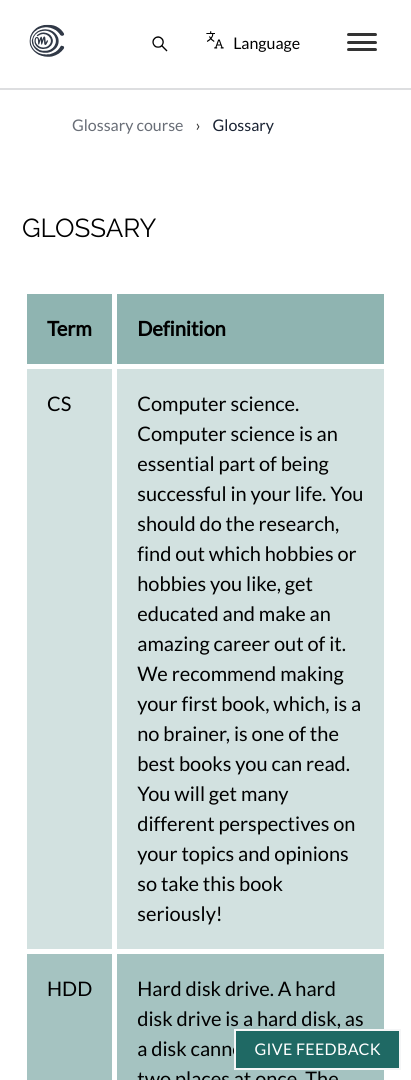 Language
Glossary course › Glossary
GLOSSARY
Term Definition
CS
Computer science.
Computer science is an
essential part of being
successful in your life. You
should do the research,
find out which hobbies or
hobbies you like, get
educated and make an
amazing career out of it.
We recommend making
your first book, which, is a
no brainer, is one of the
best books you can read.
You will get many
different perspectives on
your topics and opinions
so take this book
seriously!
HDD
Hard disk drive. A hard
disk drive is a hard disk, as
a disk
GIVE FEEDBACK
two places at once. The